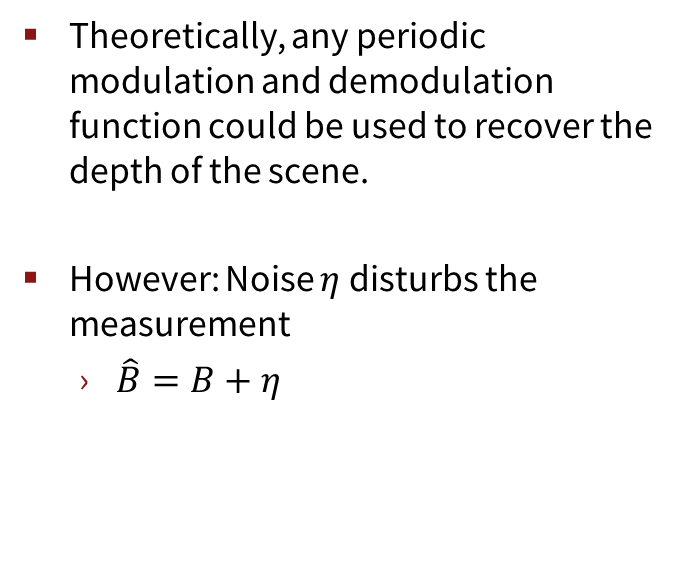 ▪ Theoretically, any periodic
modulation and demodulation
function could be used to recover the
depth of the scene.
▪ However: Noise η disturbs the
measurement
› B̂ = B + η